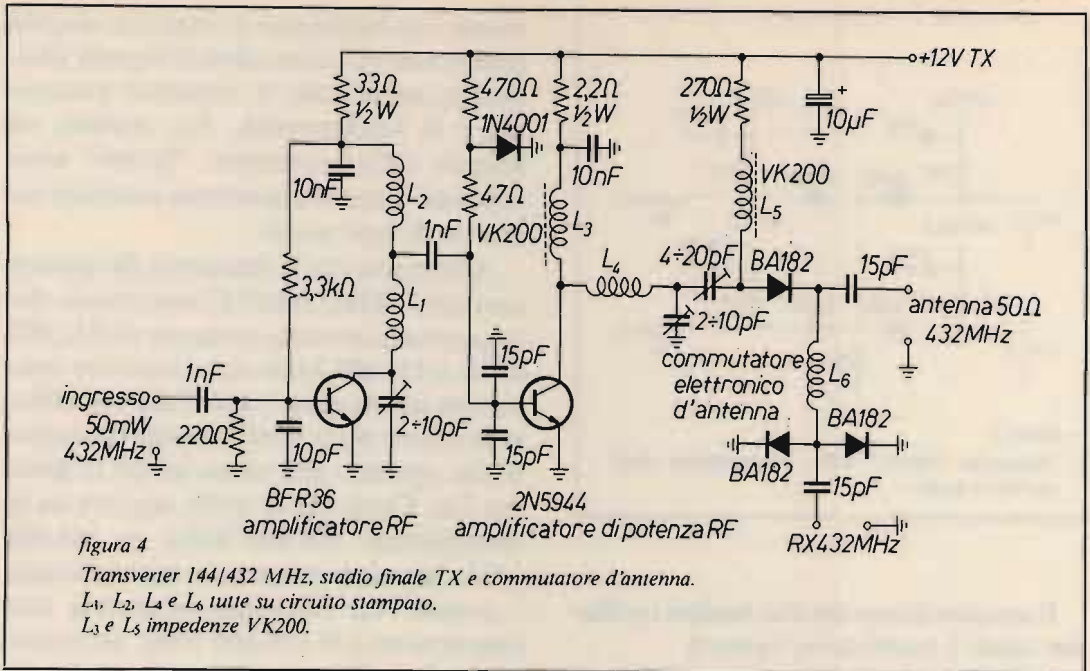 +12V TX
33Ω
½W
470Ω
2,2Ω
½W
270Ω
½W
+
10µF
1N4001
10nF
10nF
L₂
47Ω
VK200
L₃
VK200
L₅
1nF
3,3kΩ
L₁
L₄
4÷20pF
BA182
15pF
2÷10pF
antenna 50Ω
432MHz
commutatore
elettronico
d'antenna
L₆
BA182
BA182
15pF
15pF
15pF
1nF
ingresso
50mW
432MHz
220Ω
10pF
2÷10pF
RX432MHz
BFR36
amplificatore RF
2N5944
amplificatore di potenza RF
figura 4
Transverter 144/432 MHz, stadio finale TX e commutatore d'antenna.
L₁, L₂, L₄ e L₆ tutte su circuito stampato.
L₃ e L₅ impedenze VK200.